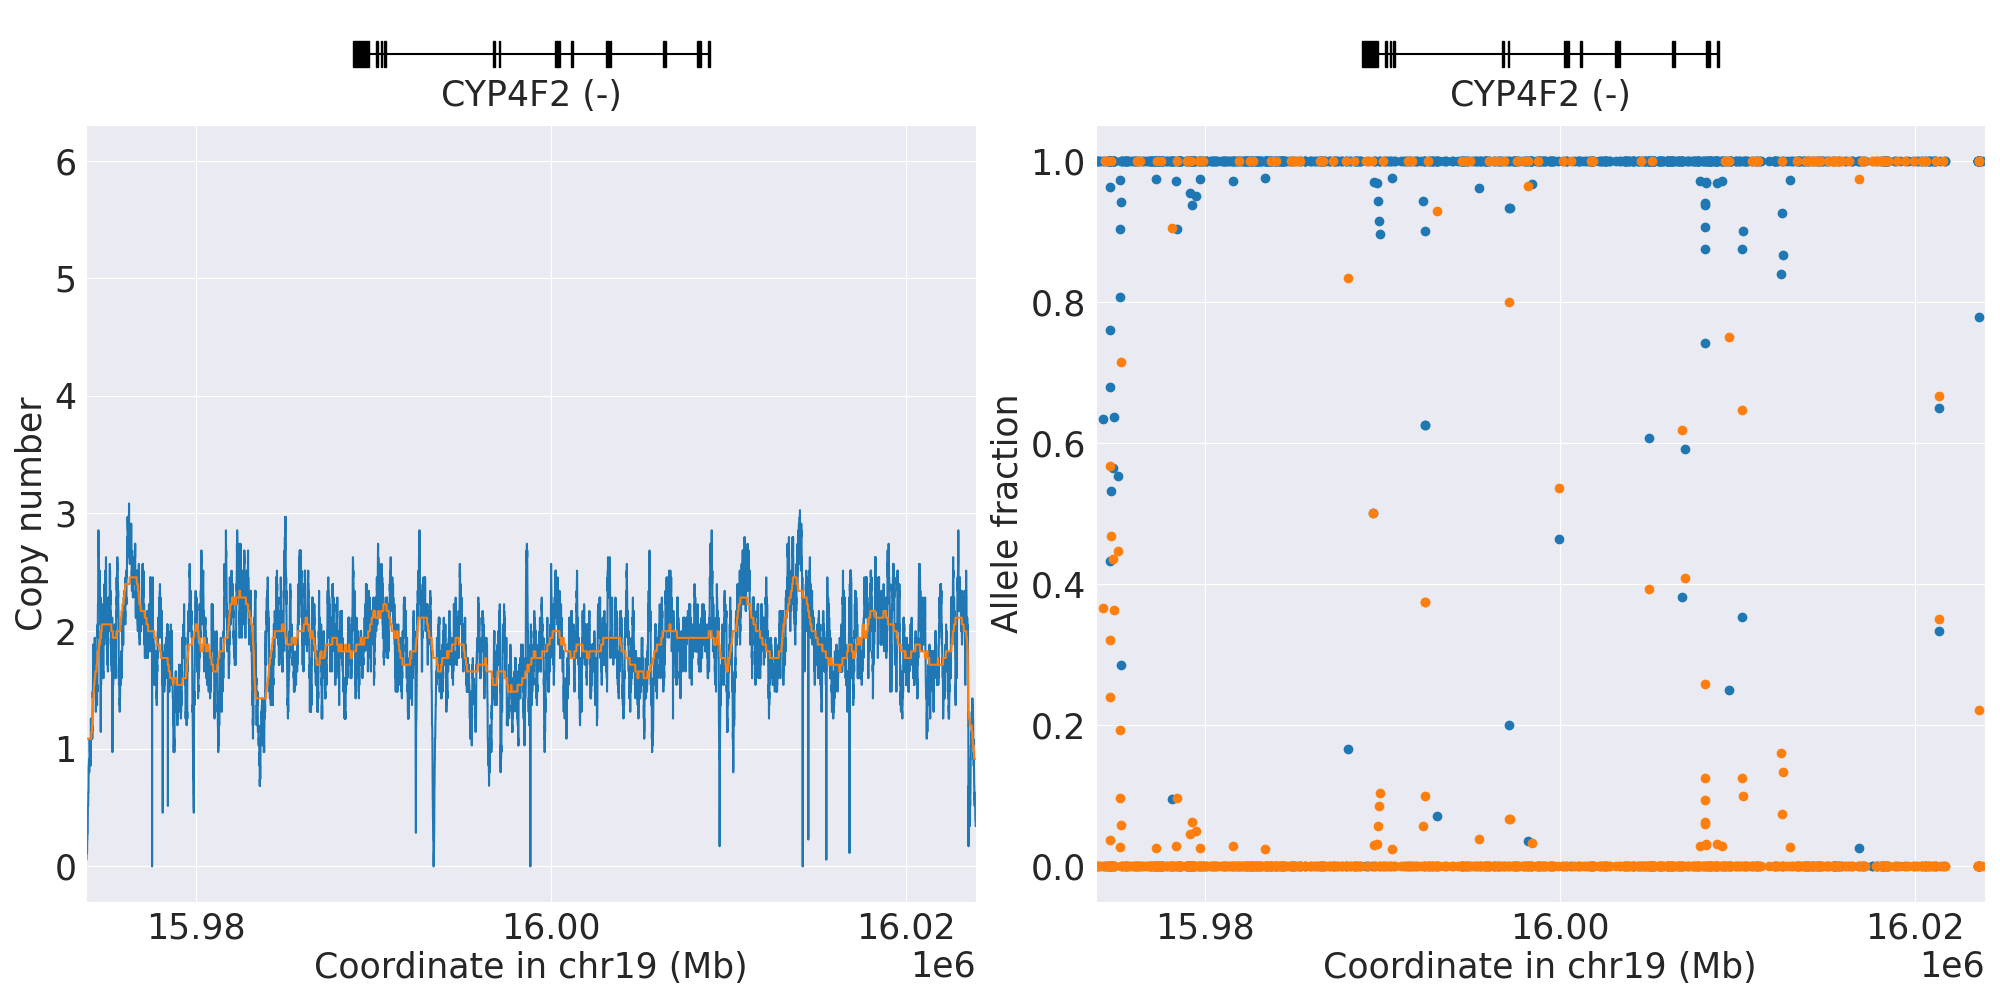 CYP4F2 (-)
6
5
4
3
2
1
0
Copy number
15.98
16.00
16.02
Coordinate in chr19 (Mb)
1e6
CYP4F2 (-)
1.0
0.8
0.6
0.4
0.2
0.0
Allele fraction
15.98
16.00
16.02
Coordinate in chr19 (Mb)
1e6